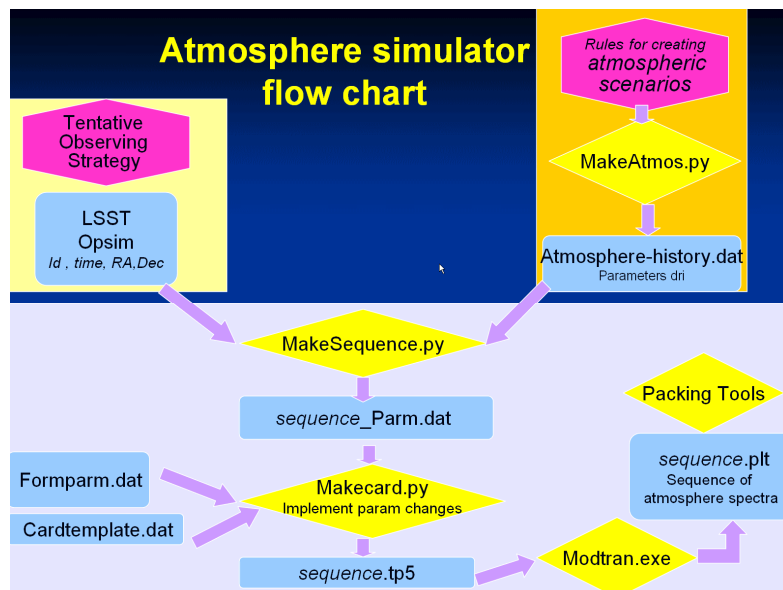 Atmosphere simulator
flow chart
Rules for creating
atmospheric
scenarios
Tentative
Observing
Strategy
MakeAtmos.py
LSST
Opsim
Id , time, RA,Dec
Atmosphere-history.dat
Parameters dri
MakeSequence.py
Packing Tools
sequence_Parm.dat
sequence.plt
Sequence of
atmosphere spectra
Formparm.dat
Makecard.py
Implement param changes
Cardtemplate.dat
Modtran.exe
sequence.tp5